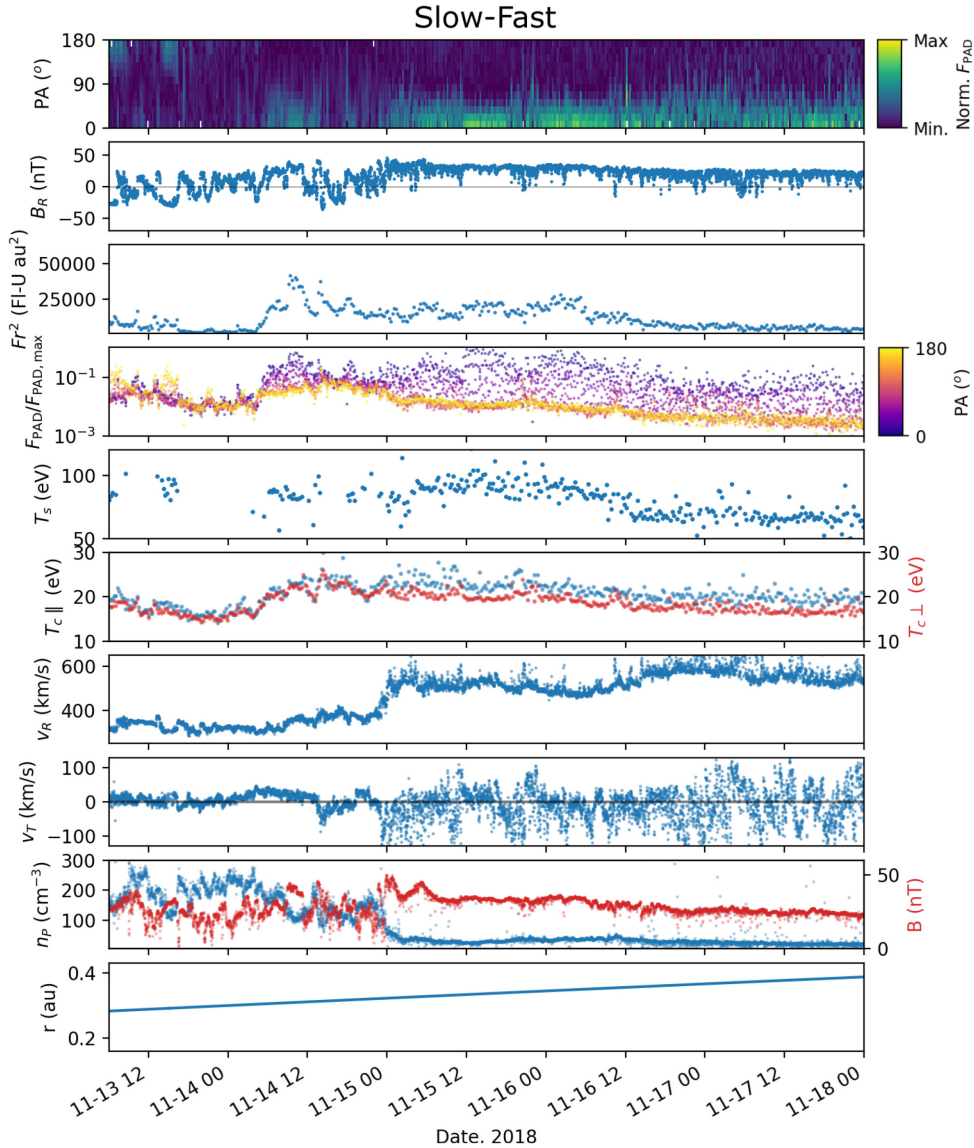 Slow-Fast
180
90
0
PA (°)
Max
Min.
Norm. F_PAD
50
0
−50
B_R (nT)
50000
25000
Fr² (FI-U au²)
10⁻¹
10⁻³
F_PAD/F_PAD,max
180
0
PA (°)
100
50
T_s (eV)
30
20
10
T_c ∥ (eV)
30
20
10
T_c ⊥ (eV)
600
400
v_R (km/s)
100
0
−100
v_T (km/s)
300
200
100
n_P (cm⁻³)
50
0
B (nT)
0.4
0.2
r (au)
11-13 12
11-14 00
11-14 12
11-15 00
11-15 12
11-16 00
11-16 12
11-17 00
11-17 12
11-18 00
Date. 2018